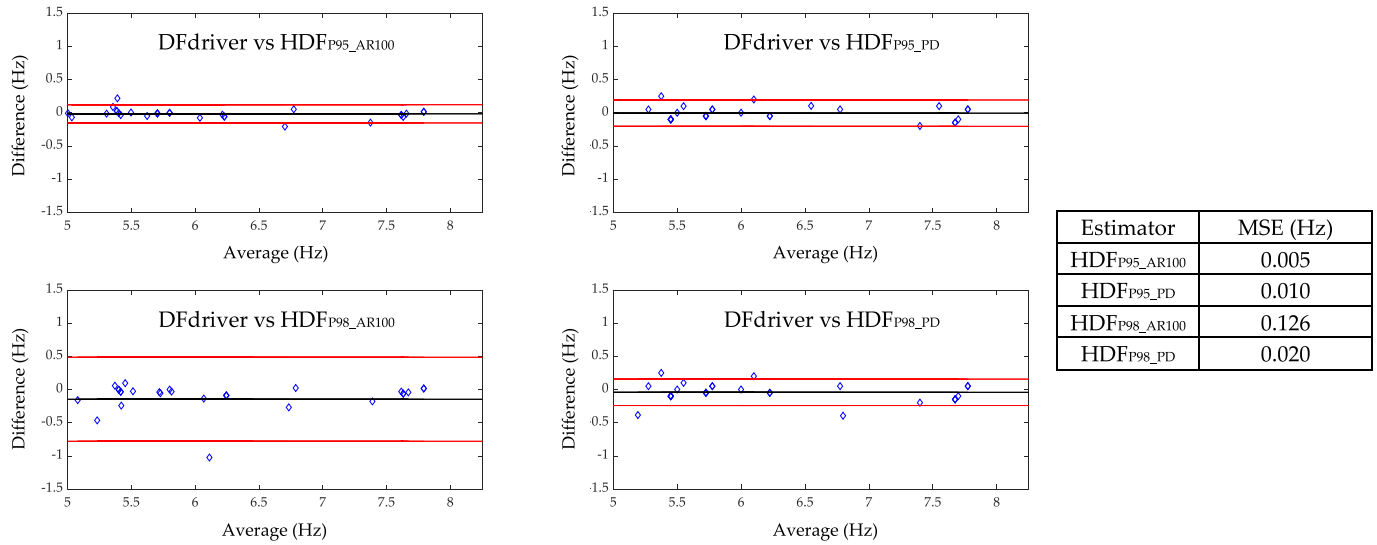 DFdriver vs HDFP95_AR100
Difference (Hz)
1.5
1
0.5
0
-0.5
-1
-1.5
5 5.5 6 6.5 7 7.5 8
Average (Hz)
DFdriver vs HDFP95_PD
Difference (Hz)
1.5
1
0.5
0
-0.5
-1
-1.5
5 5.5 6 6.5 7 7.5 8
Average (Hz)
DFdriver vs HDFP98_AR100
Difference (Hz)
1.5
1
0.5
0
-0.5
-1
-1.5
5 5.5 6 6.5 7 7.5 8
Average (Hz)
DFdriver vs HDFP98_PD
Difference (Hz)
1.5
1
0.5
0
-0.5
-1
-1.5
5 5.5 6 6.5 7 7.5 8
Average (Hz)
Estimator MSE (Hz)
HDFP95_AR100 0.005
HDFP95_PD 0.010
HDFP98_AR100 0.126
HDFP98_PD 0.020